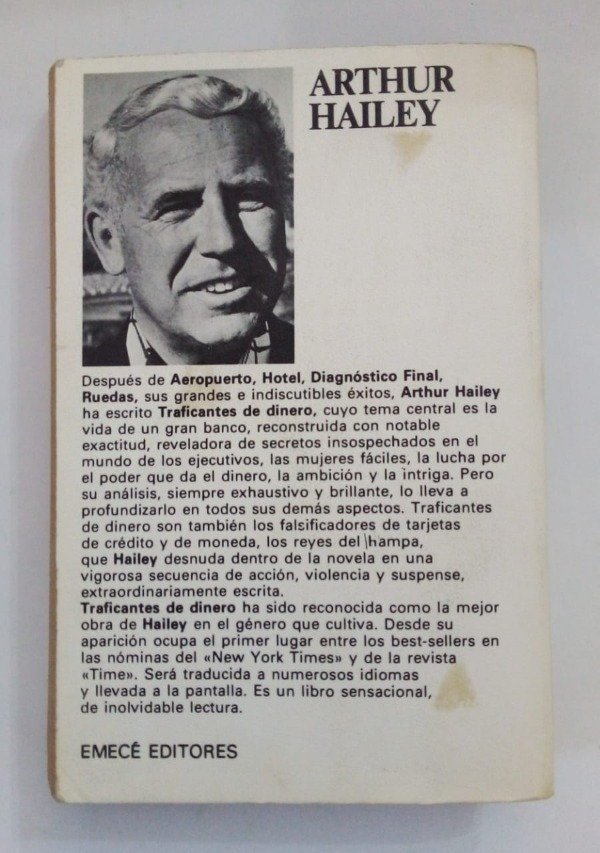 ARTHUR
HAILEY
Después de Aeropuerto, Hotel, Diagnóstico Final,
Ruedas, sus grandes e indiscutibles éxitos, Arthur Hailey
ha escrito Traficantes de dinero, cuyo tema central es la
vida de un gran banco, reconstruida con notable
exactitud, reveladora de secretos insospechados en el
mundo de los ejecutivos, las mujeres fáciles, la lucha por
el poder que da el dinero, la ambición y la intriga. Pero
su análisis, siempre exhaustivo y brillante, lo lleva a
profundizarlo en todos sus demás aspectos. Traficantes
de dinero son también los falsificadores de tarjetas
de crédito y de moneda, los reyes del hampa,
que Hailey desnuda dentro de la novela en una
vigorosa secuencia de acción, violencia y suspense,
extraordinariamente escrita.
Traficantes de dinero ha sido reconocida como la mejor
obra de Hailey en el género que cultiva. Desde su
aparición ocupa el primer lugar entre los best-sellers en
las nóminas del «New York Times» y de la revista
«Time». Será traducida a numerosos idiomas
y llevada a la pantalla. Es un libro sensacional,
de inolvidable lectura.
EMECÉ EDITORES